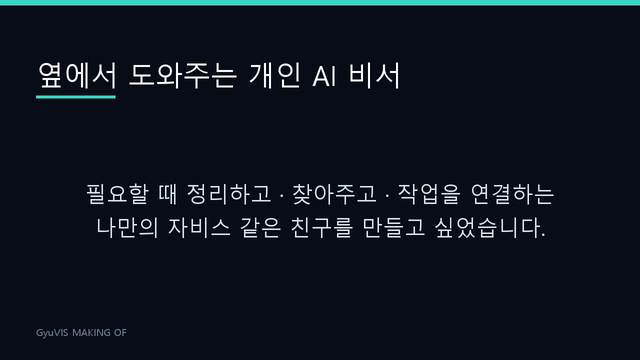 옆에서 도와주는 개인 AI 비서
필요할 때 정리하고 · 찾아주고 · 작업을 연결하는
나만의 자비스 같은 친구를 만들고 싶었습니다.
GyuVIS MAKING OF